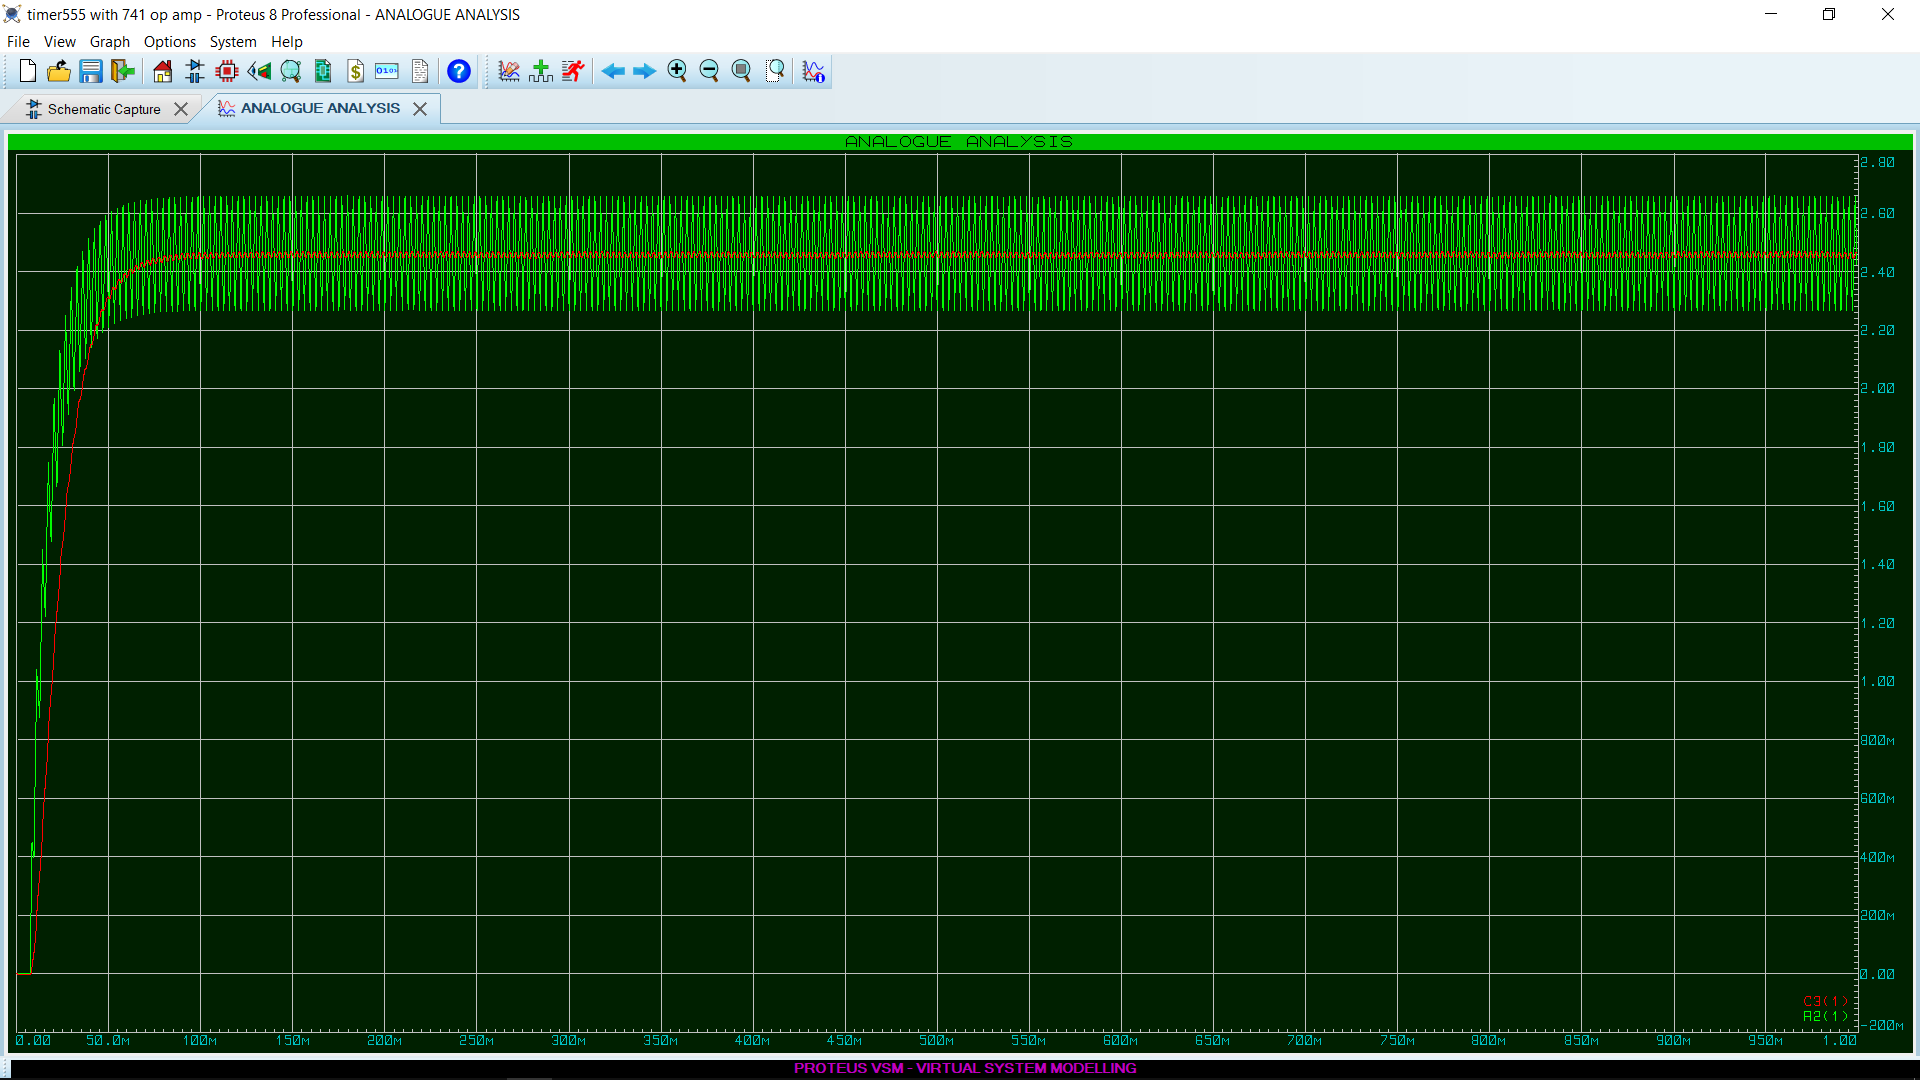 timer555 with 741 op amp - Proteus 8 Professional - ANALOGUE ANALYSIS
File View Graph Options System Help
$ 0101 ?
Schematic Capture ANALOGUE ANALYSIS
ANALOGUE ANALYSIS
2.80
2.60
2.40
2.20
2.00
1.80
1.60
1.40
1.20
1.00
800m
600m
400m
200m
0.00
C3(1)
R2(1)
-200m
0.00 50.0m 100m 150m 200m 250m 300m 350m 400m 450m 500m 550m 600m 650m 700m 750m 800m 850m 900m 950m 1.00
PROTEUS VSM - VIRTUAL SYSTEM MODELLING